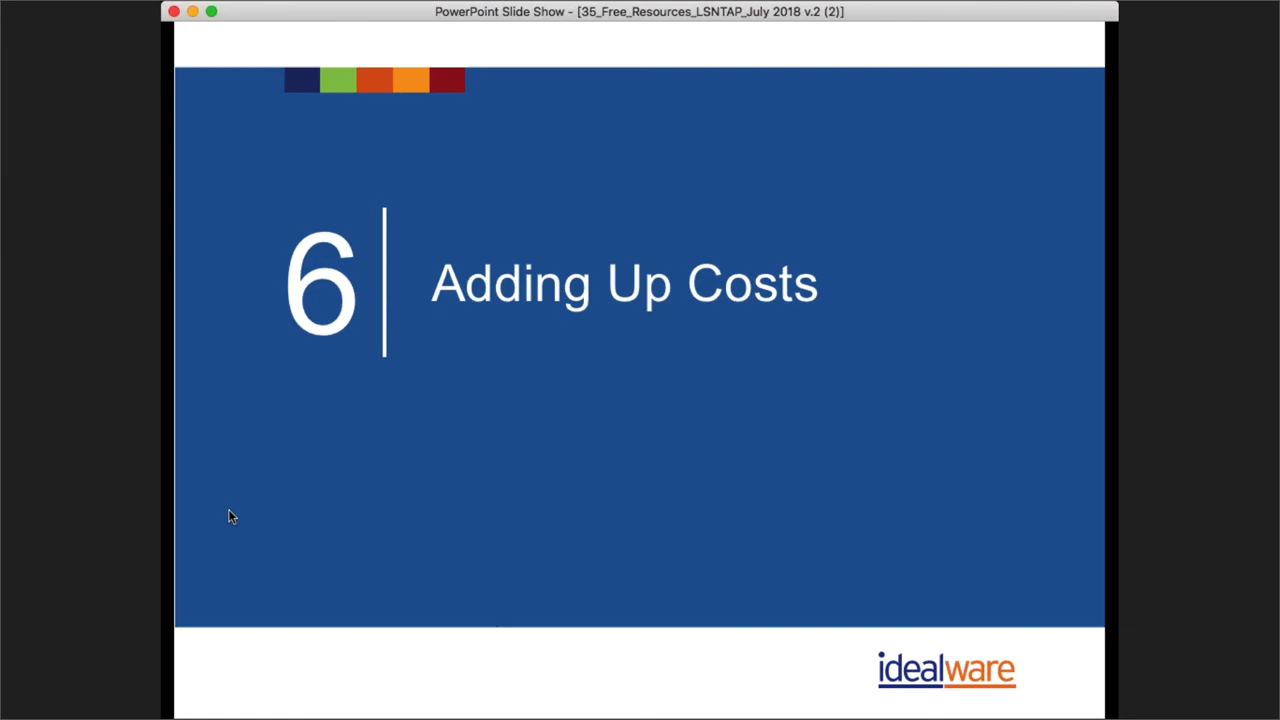 PowerPoint Slide Show - [35_Free_Resources_LSNTAP_July 2018 v.2 (2)]
6
Adding Up Costs
idealware